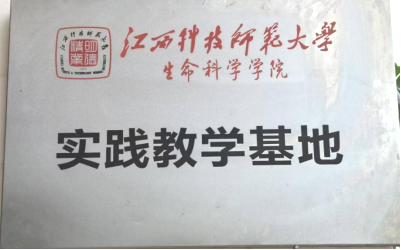 江西科技师范大学
生命科学学院
实践教学基地